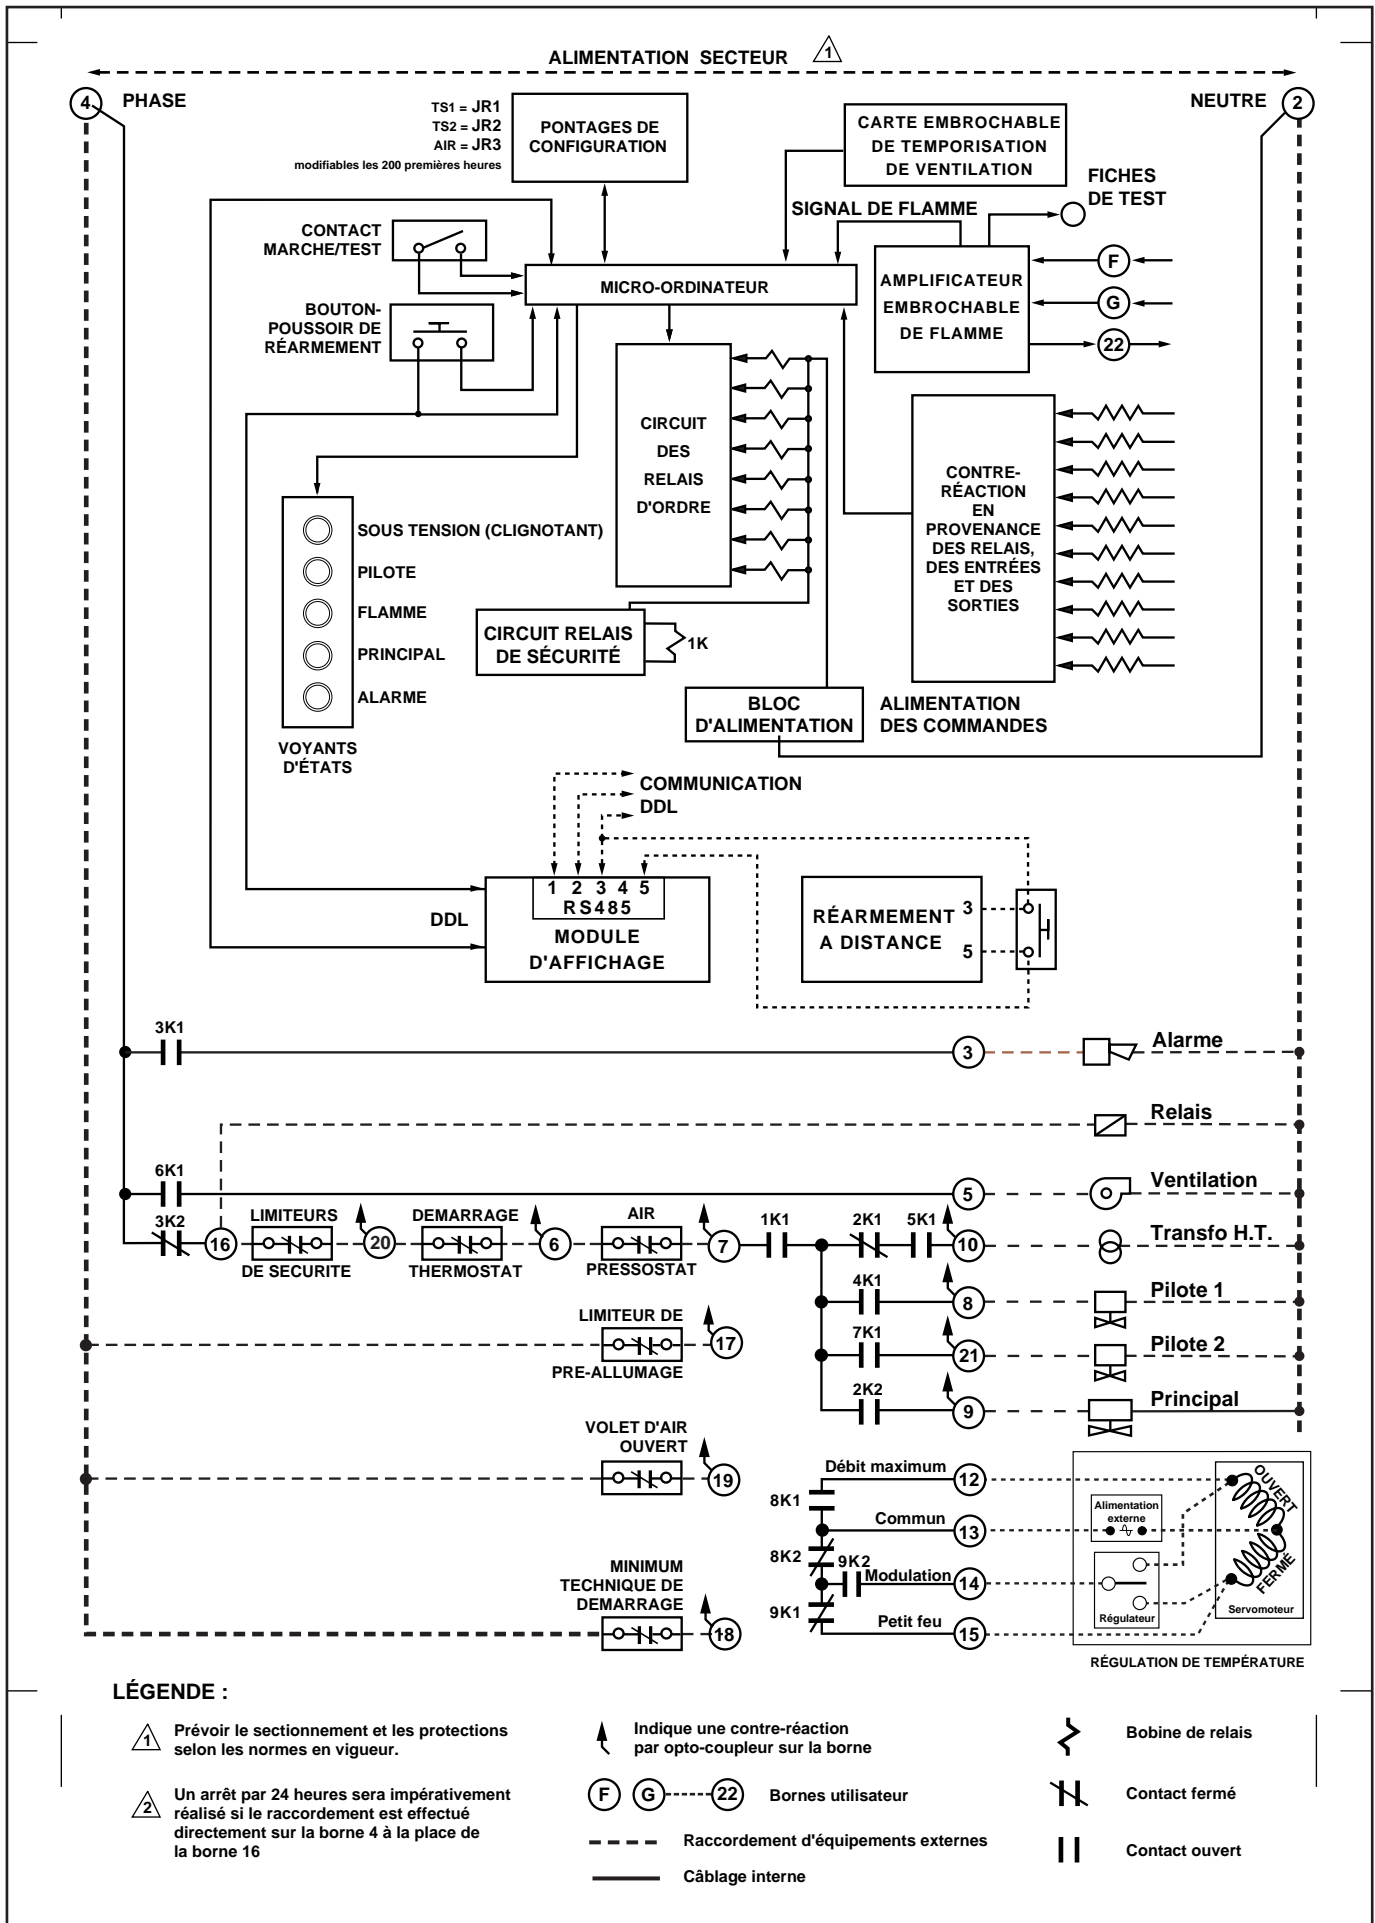 ALIMENTATION SECTEUR 1
4 PHASE
NEUTRE 2
TS1 = JR1
TS2 = JR2
AIR = JR3
modifiables les 200 premières heures
PONTAGES DE
CONFIGURATION
CARTE EMBROCHABLE
DE TEMPORISATION
DE VENTILATION
FICHES
DE TEST
SIGNAL DE FLAMME
CONTACT
MARCHE/TEST
MICRO-ORDINATEUR
AMPLIFICATEUR
EMBROCHABLE
DE FLAMME
F
G
22
BOUTON-
POUSSOIR DE
RÉARMEMENT
CIRCUIT
DES
RELAIS
D'ORDRE
CONTRE-
RÉACTION
EN
PROVENANCE
DES RELAIS,
DES ENTRÉES
ET DES
SORTIES
SOUS TENSION (CLIGNOTANT)
PILOTE
FLAMME
PRINCIPAL
ALARME
VOYANTS
D'ÉTATS
CIRCUIT RELAIS
DE SÉCURITÉ
1K
BLOC
D'ALIMENTATION
ALIMENTATION
DES COMMANDES
COMMUNICATION
DDL
1 2 3 4 5
RS485
DDL
MODULE
D'AFFICHAGE
RÉARMEMENT
A DISTANCE
3
5
3K1
3
Alarme
Relais
6K1
5
Ventilation
3K2
16
LIMITEURS
DE SECURITE
20
DEMARRAGE
THERMOSTAT
6
AIR
PRESSOSTAT
7
1K1
2K1
5K1
10
Transfo H.T.
4K1
8
Pilote 1
LIMITEUR DE
PRE-ALLUMAGE
17
7K1
21
Pilote 2
2K2
9
Principal
VOLET D'AIR
OUVERT
19
Débit maximum
12
8K1
Commun
13
8K2
9K2
Modulation
14
9K1
Petit feu
15
MINIMUM
TECHNIQUE DE
DEMARRAGE
18
Alimentation
externe
Régulateur
OUVERT
FERMÉ
Servomoteur
RÉGULATION DE TEMPÉRATURE
LÉGENDE :
1 Prévoir le sectionnement et les protections
selon les normes en vigueur.
2 Un arrêt par 24 heures sera impérativement
réalisé si le raccordement est effectué
directement sur la borne 4 à la place de
la borne 16
Indique une contre-réaction
par opto-coupleur sur la borne
F G 22 Bornes utilisateur
Raccordement d'équipements externes
Câblage interne
Bobine de relais
Contact fermé
Contact ouvert